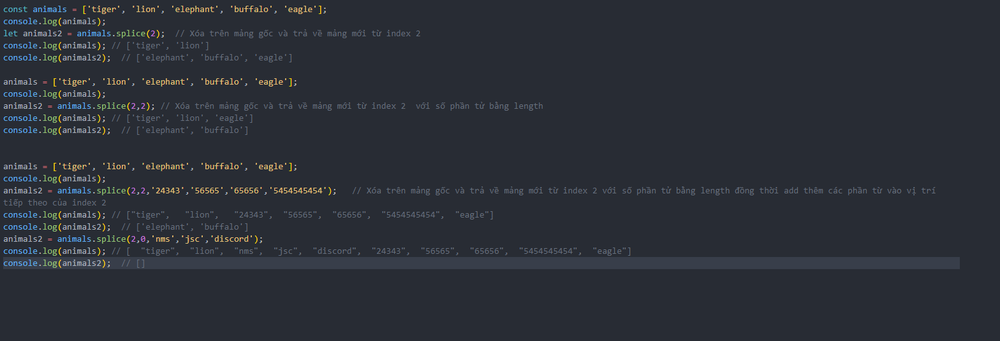 const animals = ['tiger', 'lion', 'elephant', 'buffalo', 'eagle'];
console.log(animals);
let animals2 = animals.splice(2);  // Xóa trên mảng gốc và trả về mảng mới từ index 2
console.log(animals); // ['tiger', 'lion']
console.log(animals2);  // ['elephant', 'buffalo', 'eagle']
animals = ['tiger', 'lion', 'elephant', 'buffalo', 'eagle'];
console.log(animals);
animals2 = animals.splice(2,2); // Xóa trên mảng gốc và trả về mảng mới từ index 2  với số phần tử bằng length
console.log(animals); // ['tiger', 'lion', 'eagle']
console.log(animals2);  // ['elephant', 'buffalo']
animals = ['tiger', 'lion', 'elephant', 'buffalo', 'eagle'];
console.log(animals);
animals2 = animals.splice(2,2,'24343','56565','65656','5454545454');   // Xóa trên mảng gốc và trả về mảng mới từ index 2 với số phần tử bằng length đồng thời add thêm các phần từ vào vị trí
tiếp theo của index 2
console.log(animals); // ["tiger",   "lion",   "24343",  "56565",  "65656",  "5454545454",  "eagle"]
console.log(animals2);  // ['elephant', 'buffalo']
animals2 = animals.splice(2,0,'nms','jsc','discord');
console.log(animals); // [  "tiger",  "lion",  "nms",  "jsc",  "discord",  "24343",  "56565",  "65656",  "5454545454",  "eagle"]
console.log(animals2);  // []